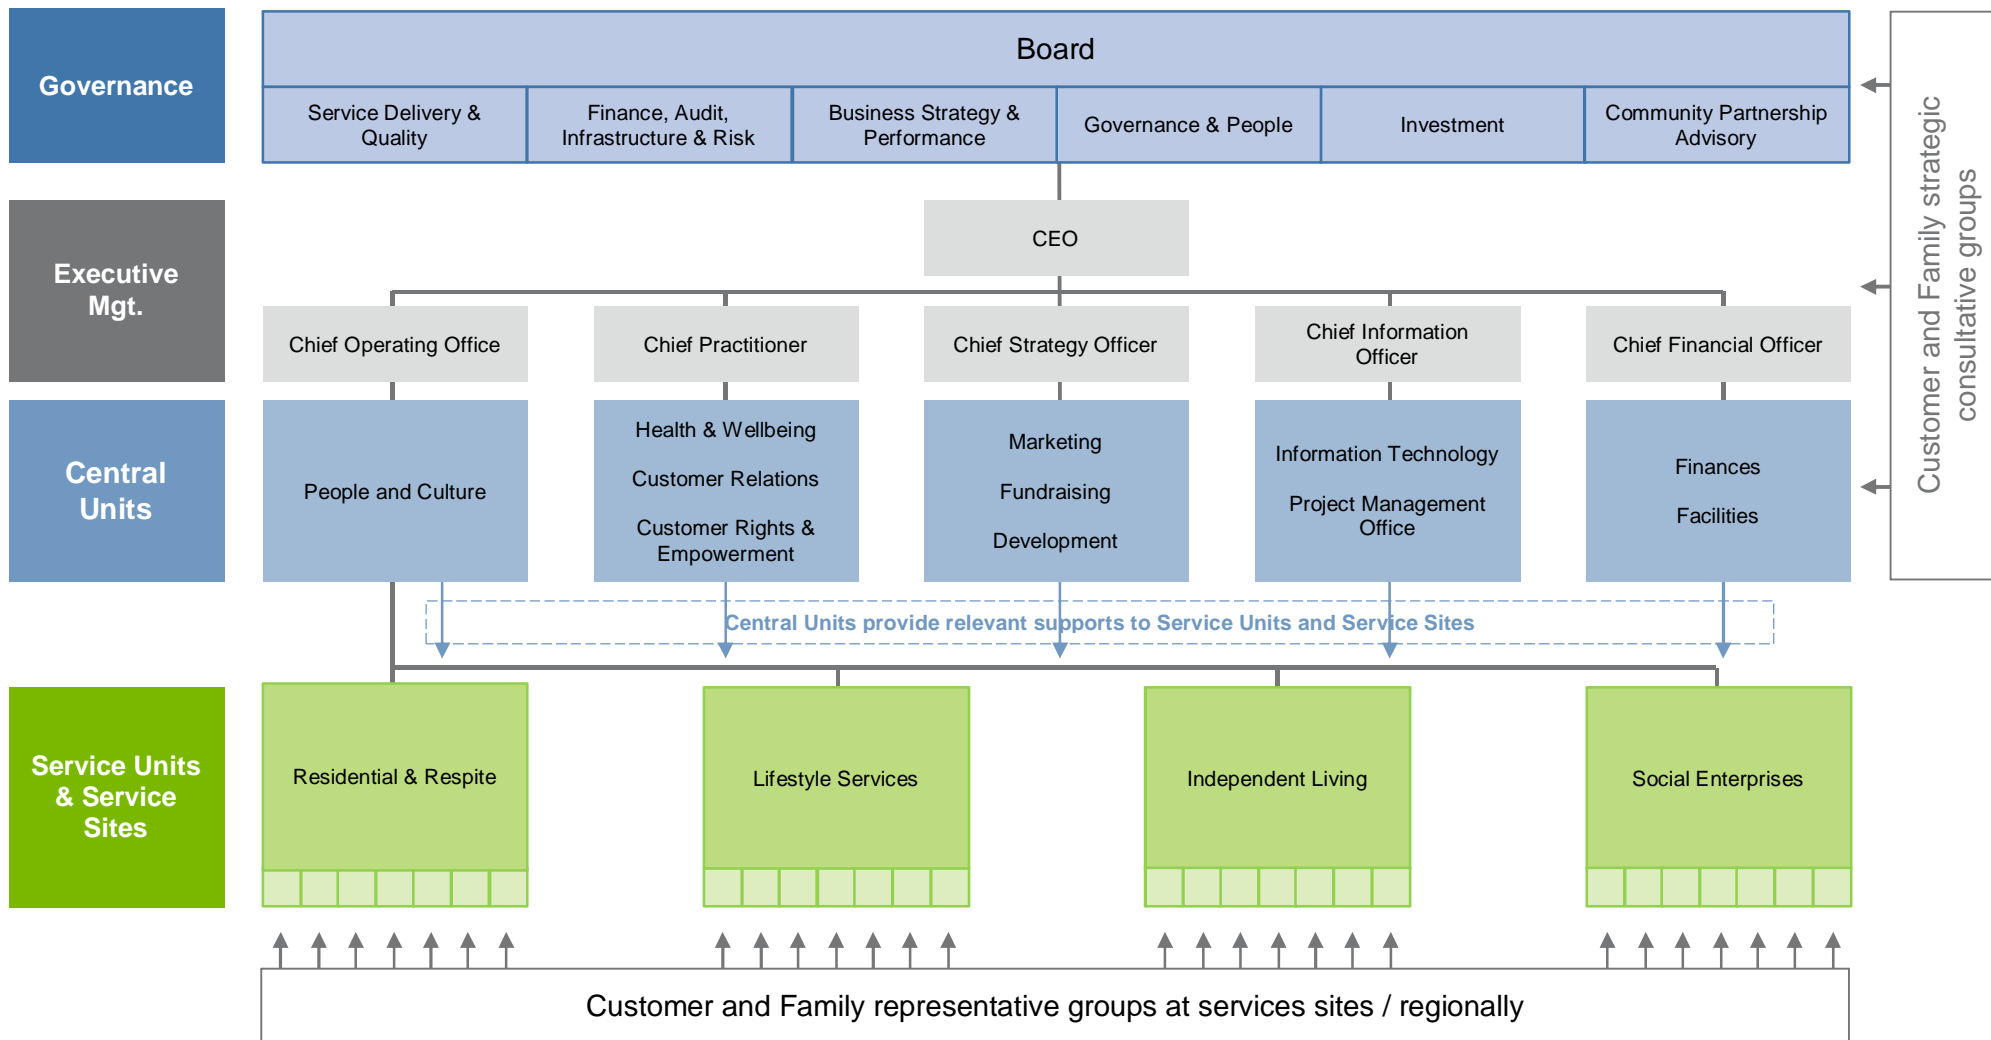 Governance
Board
Service Delivery &
Quality
Finance, Audit,
Infrastructure & Risk
Business Strategy &
Performance
Governance & People
Investment
Community Partnership
Advisory
Customer and Family strategic
consultative groups
Executive
Mgt.
CEO
Chief Operating Office
Chief Practitioner
Chief Strategy Officer
Chief Information
Officer
Chief Financial Officer
Central
Units
People and Culture
Health & Wellbeing
Customer Relations
Customer Rights &
Empowerment
Marketing
Fundraising
Development
Information Technology
Project Management
Office
Finances
Facilities
Central Units provide relevant supports to Service Units and Service Sites
Service Units
& Service
Sites
Residential & Respite
Lifestyle Services
Independent Living
Social Enterprises
Customer and Family representative groups at services sites / regionally